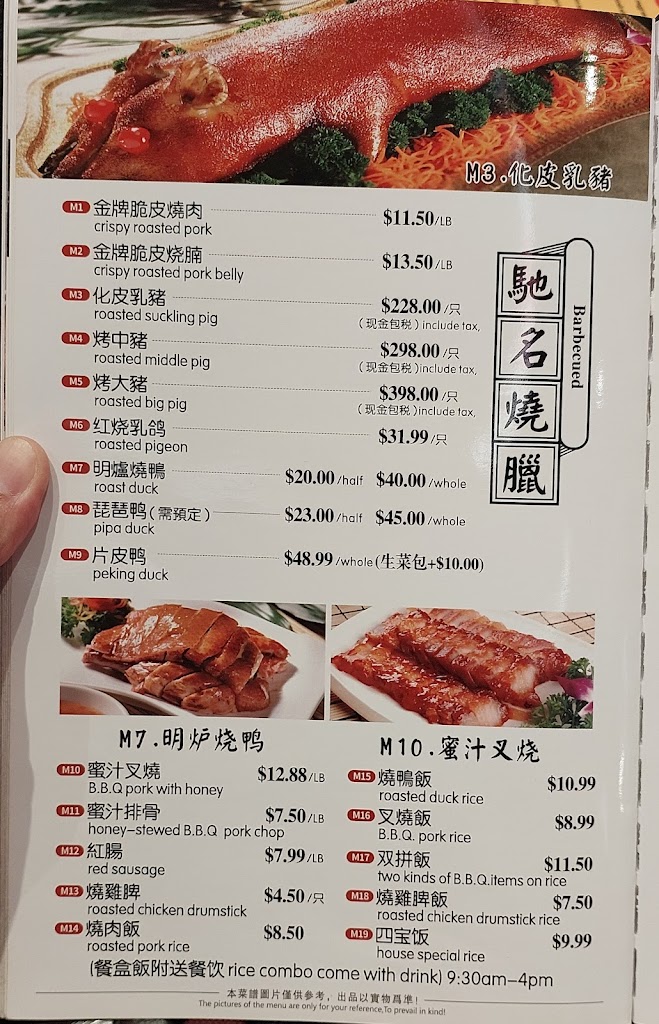 M3.化皮乳豬
M1 金牌脆皮燒肉 $11.50/LB
crispy roasted pork
M2 金牌脆皮烧腩 $13.50/LB
crispy roasted pork belly
M3 化皮乳豬 $228.00/只
roasted suckling pig (现金包税)include tax,
M4 烤中豬 $298.00/只
roasted middle pig (现金包税)include tax,
M5 烤大豬 $398.00/只
roasted big pig (现金包税)include tax,
M6 红烧乳鸽 $31.99/只
roasted pigeon
M7 明爐燒鴨 $20.00/half $40.00/whole
roast duck
M8 琵琶鸭(需預定) $23.00/half $45.00/whole
pipa duck
M9 片皮鸭 $48.99/whole(生菜包+$10.00)
peking duck
馳名燒臘
Barbecued
M7.明炉烧鸭
M10.蜜汁叉烧
M10 蜜汁叉燒 $12.88/LB
B.B.Q pork with honey
M11 蜜汁排骨 $7.50/LB
honey-stewed B.B.Q pork chop
M12 紅腸 $7.99/LB
red sausage
M13 燒雞脾 $4.50/只
roasted chicken drumstick
M14 燒肉飯 $8.50
roasted pork rice
M15 燒鴨飯 $10.99
roasted duck rice
M16 叉燒飯 $8.99
B.B.Q. pork rice
M17 双拼飯 $11.50
two kinds of B.B.Q.items on rice
M18 燒雞脾飯 $7.50
roasted chicken drumstick rice
M19 四宝饭 $9.99
house special rice
(餐盒飯附送餐饮 rice combo come with drink) 9:30am-4pm
本菜譜圖片僅供參考，出品以實物爲準!
The pictures of the menu are only for your reference,To prevail in kind!